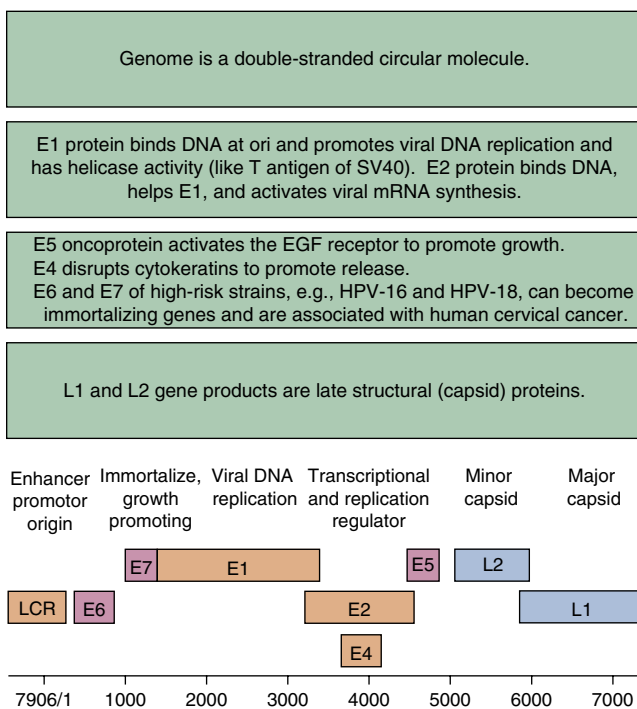 Genome is a double-stranded circular molecule.
E1 protein binds DNA at ori and promotes viral DNA replication and
has helicase activity (like T antigen of SV40). E2 protein binds DNA,
helps E1, and activates viral mRNA synthesis.
E5 oncoprotein activates the EGF receptor to promote growth.
E4 disrupts cytokeratins to promote release.
E6 and E7 of high-risk strains, e.g., HPV-16 and HPV-18, can become
immortalizing genes and are associated with human cervical cancer.
L1 and L2 gene products are late structural (capsid) proteins.
Enhancer
promotor
origin
Immortalize,
growth
promoting
Viral DNA
replication
Transcriptional
and replication
regulator
Minor
capsid
Major
capsid
E7 E1 E5 L2
LCR E6 E2 L1
E4
7906/1 1000 2000 3000 4000 5000 6000 7000